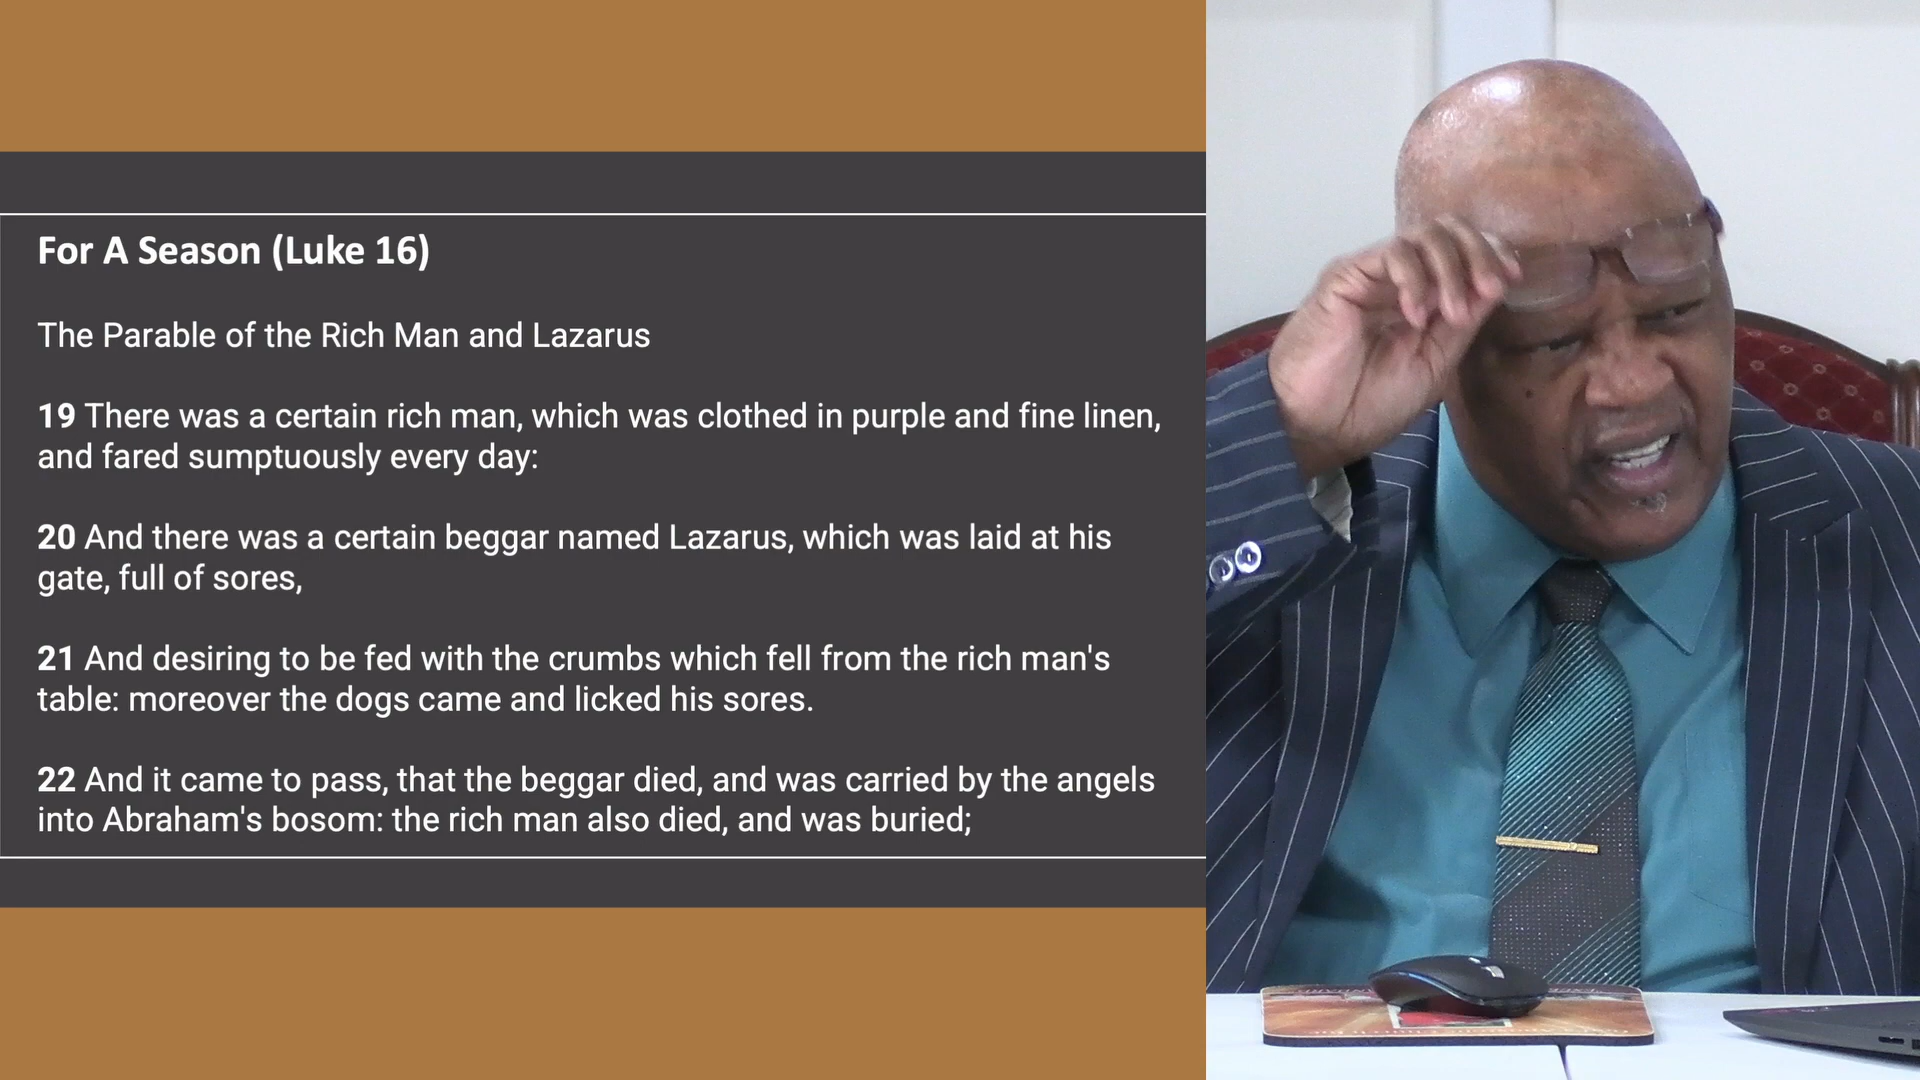 For A Season (Luke 16)
The Parable of the Rich Man and Lazarus
19 There was a certain rich man, which was clothed in purple and fine linen,
and fared sumptuously every day:
20 And there was a certain beggar named Lazarus, which was laid at his
gate, full of sores,
21 And desiring to be fed with the crumbs which fell from the rich man's
table: moreover the dogs came and licked his sores.
22 And it came to pass, that the beggar died, and was carried by the angels
into Abraham's bosom: the rich man also died, and was buried;